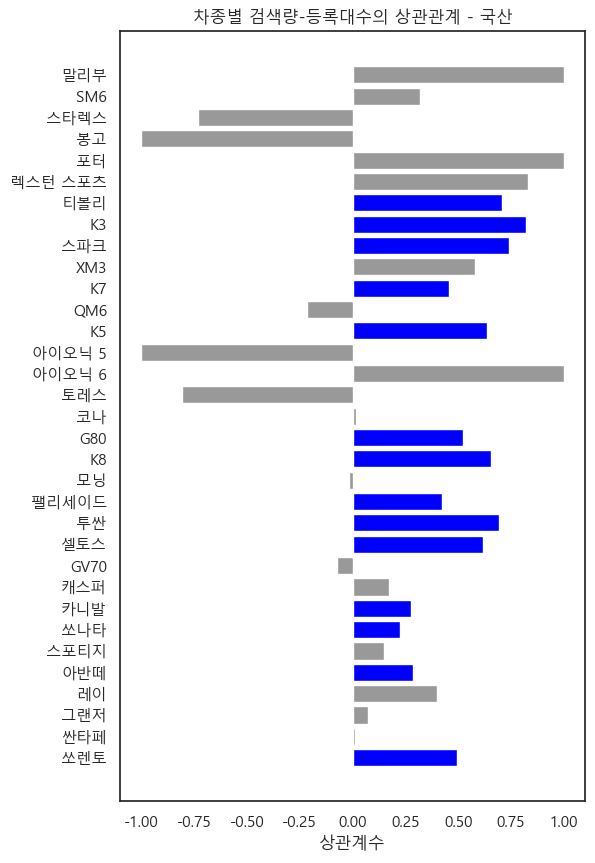 차종별 검색량-등록대수의 상관관계 - 국산
말리부
SM6
스타렉스
봉고
포터
렉스턴 스포츠
티볼리
K3
스파크
XM3
K7
QM6
K5
아이오닉 5
아이오닉 6
토레스
코나
G80
K8
모닝
팰리세이드
투싼
셀토스
GV70
캐스퍼
카니발
쏘나타
스포티지
아반떼
레이
그랜저
싼타페
쏘렌토
-1.00 -0.75 -0.50 -0.25 0.00 0.25 0.50 0.75 1.00
상관계수